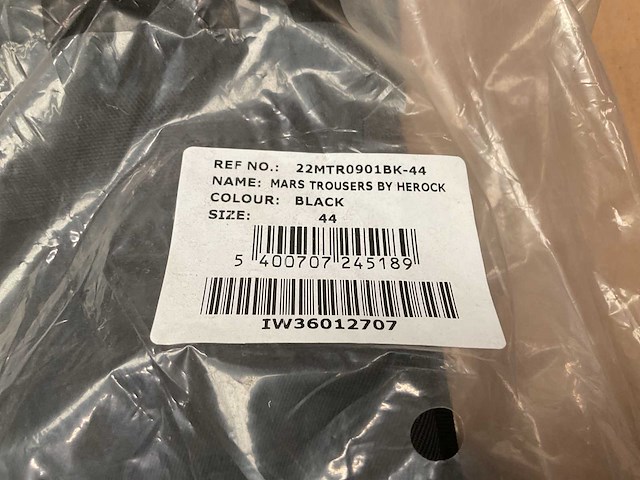 REF NO.: 22MTR0901BK-44
NAME: MARS TROUSERS BY HEROCK
COLOUR: BLACK
SIZE: 44
5 400707 245189
IW36012707